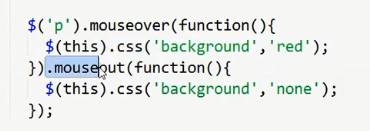 $('p').mouseover(function(){
  $(this).css('background','red');
}).mouseout(function(){
  $(this).css('background','none');
});